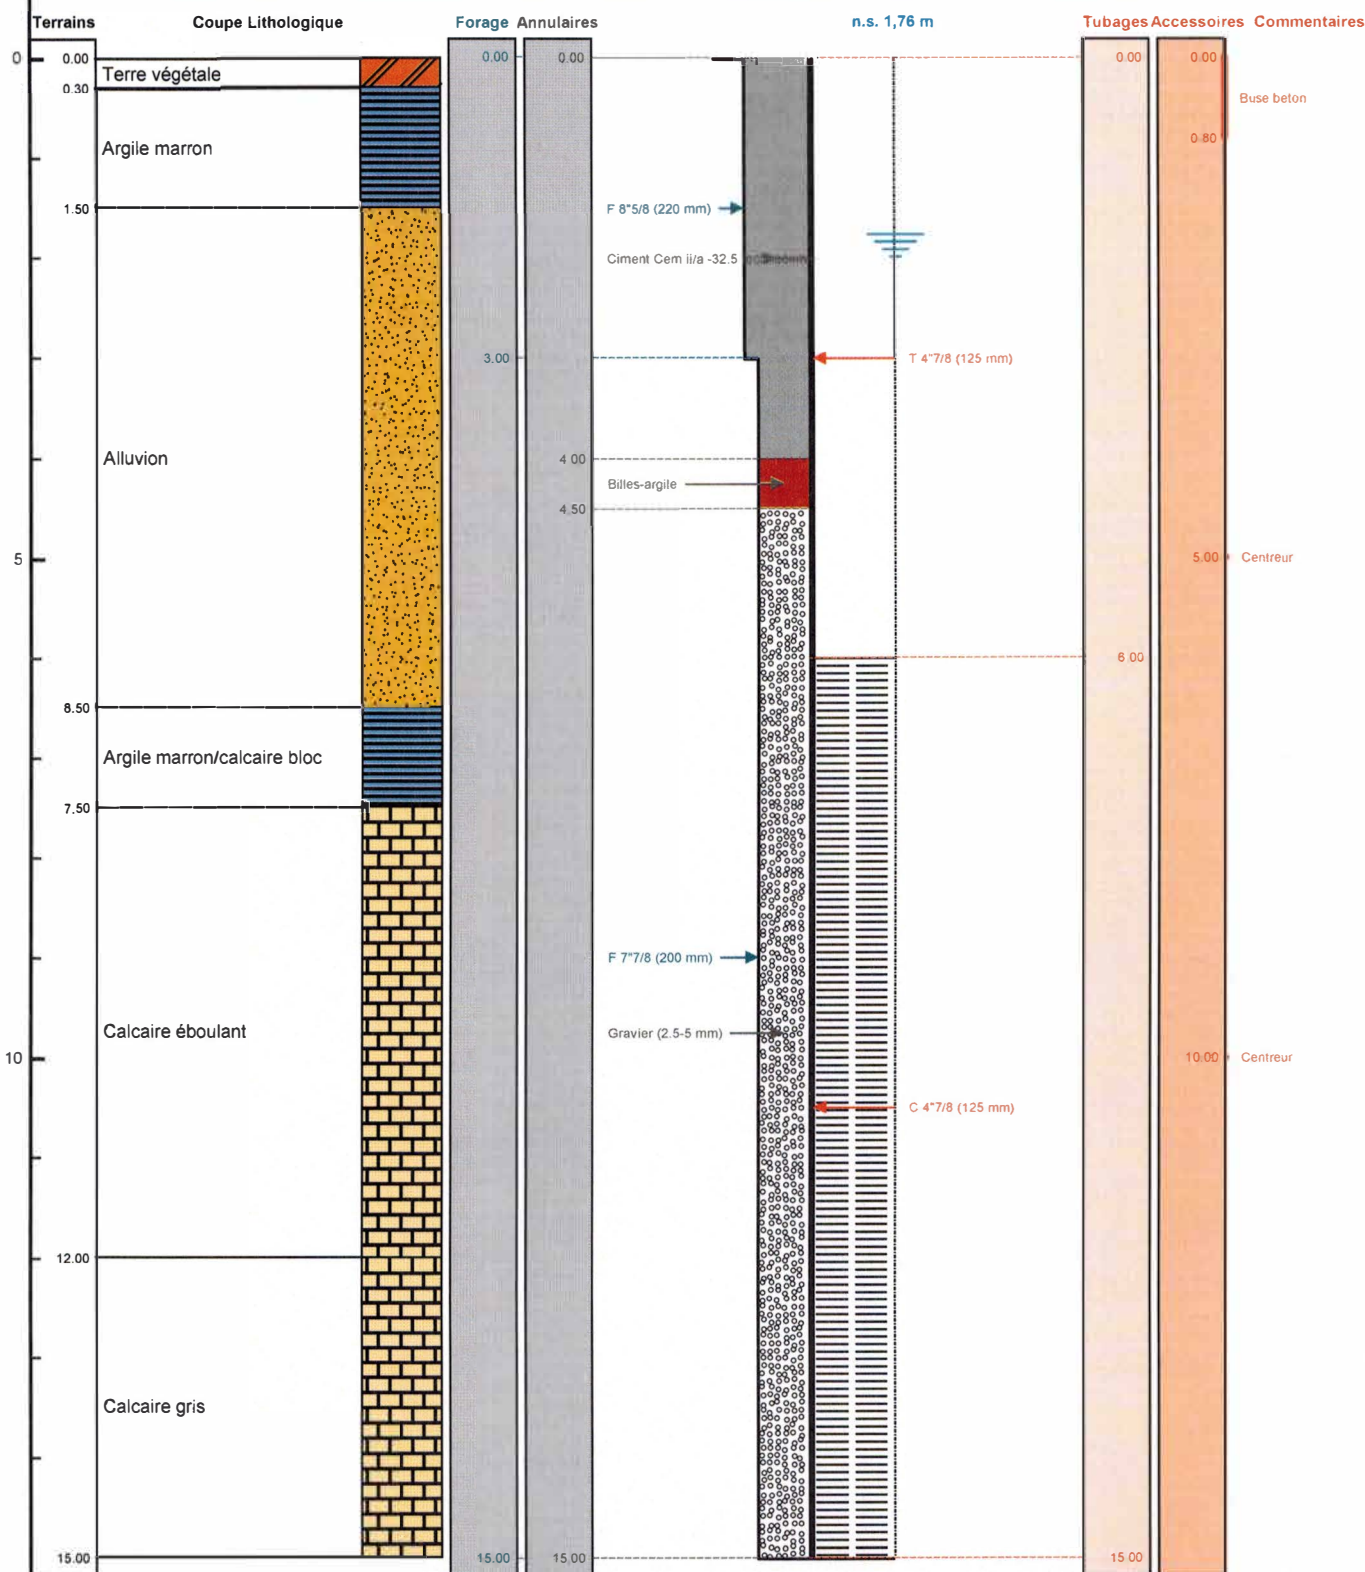 Terrains Coupe Lithologique Forage Annulaires n.s. 1,76 m Tubages Accessoires Commentaires
0 0.00 0.00 0.00 0.00 0.00
Terre végétale
0.30
Buse beton
0.80
Argile marron
1.50
F 8"5/8 (220 mm)
Ciment Cem ii/a -32.5
3.00 T 4"7/8 (125 mm)
Alluvion
4 00
Billes-argile
4.50
5 5.00 Centreur
6 00
8.50
Argile marron/calcaire bloc
7.50
F 7"7/8 (200 mm)
Calcaire éboulant
Gravier (2.5-5 mm)
10 10.00 Centreur
C 4"7/8 (125 mm)
12.00
Calcaire gris
15.00 15.00 15.00 15.00